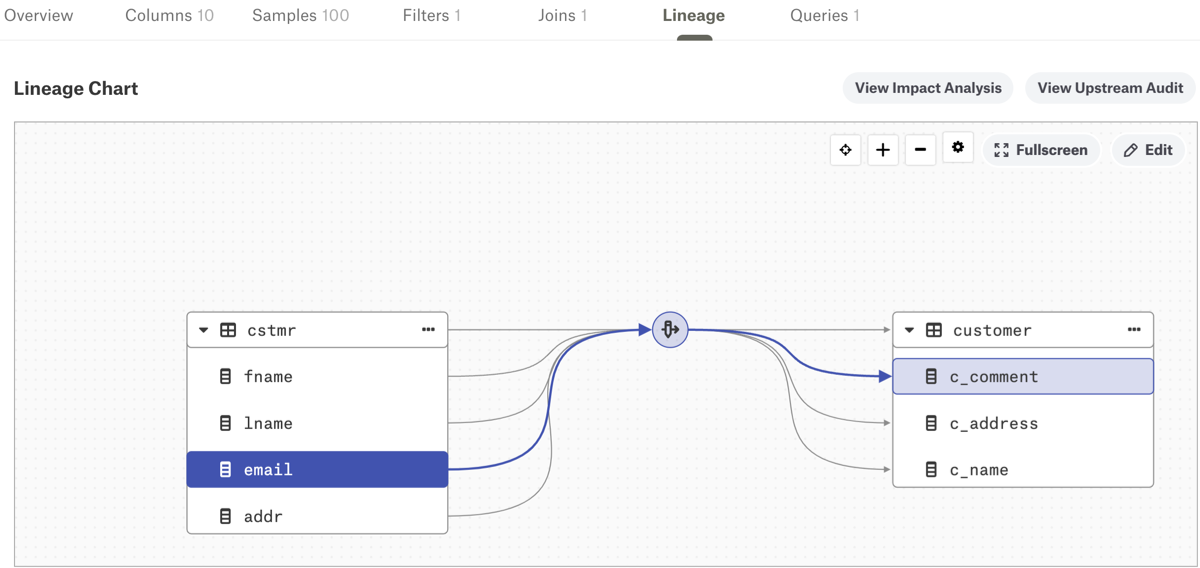 Overview Columns 10 Samples 100 Filters 1 Joins 1 Lineage Queries 1
Lineage Chart View Impact Analysis View Upstream Audit
Fullscreen Edit
cstmr
fname
lname
email
addr
customer
c_comment
c_address
c_name